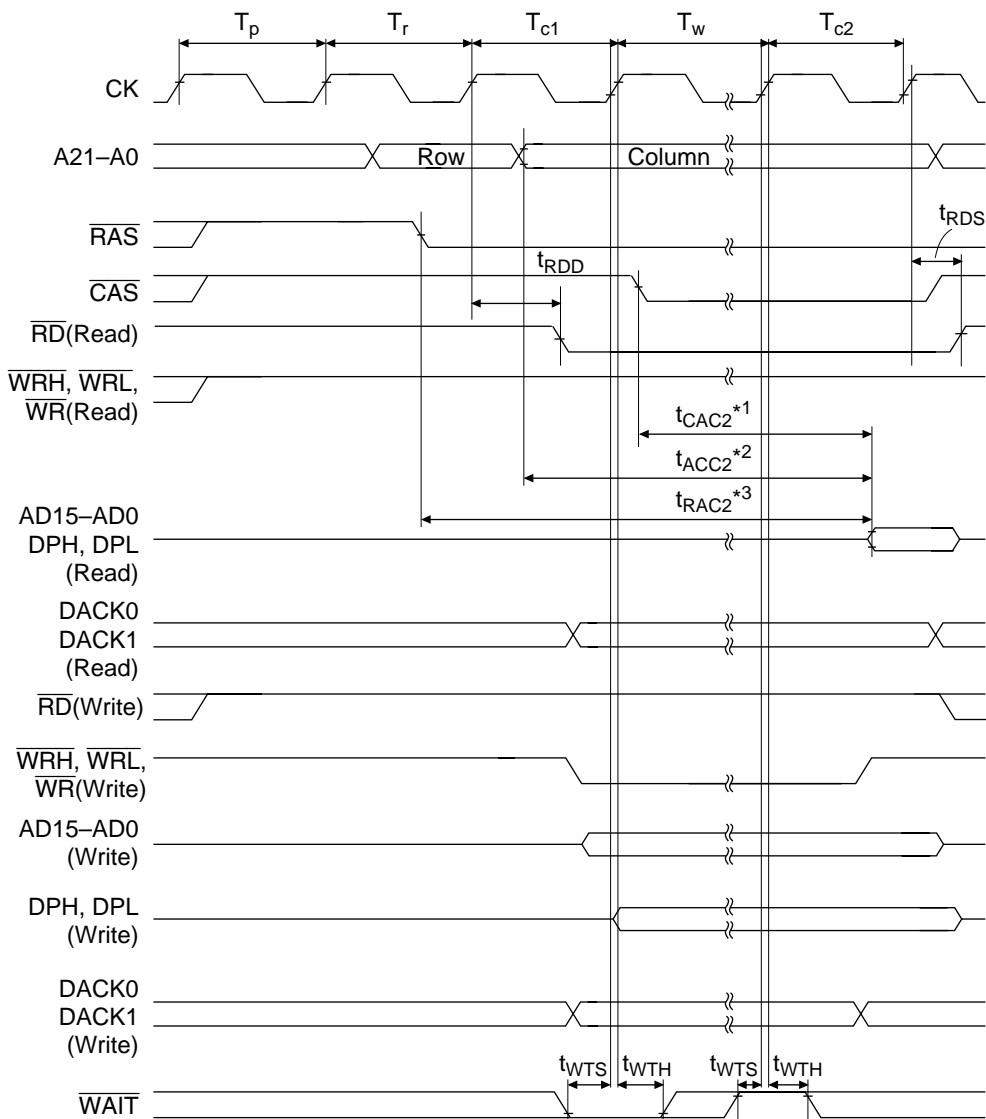 Tp Tr Tc1 Tw Tc2
CK
A21–A0 Row Column
RAS
tRDS
tRDD
CAS
RD(Read)
WRH, WRL,
WR(Read)
tCAC2*1
tACC2*2
tRAC2*3
AD15–AD0
DPH, DPL
(Read)
DACK0
DACK1
(Read)
RD(Write)
WRH, WRL,
WR(Write)
AD15–AD0
(Write)
DPH, DPL
(Write)
DACK0
DACK1
(Write)
tWTS tWTH tWTS tWTH
WAIT